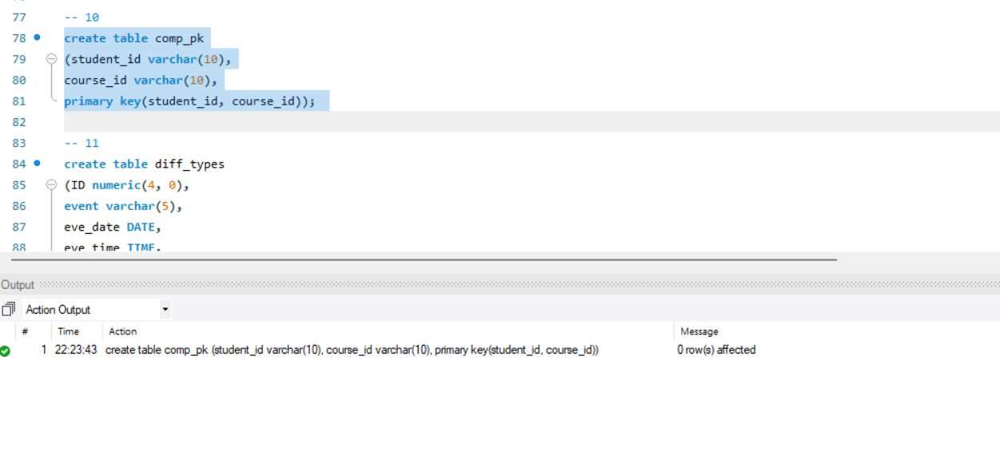 77 -- 10
78 create table comp_pk
79 (student_id varchar(10),
80 course_id varchar(10),
81 primary key(student_id, course_id));
82
83 -- 11
84 create table diff_types
85 (ID numeric(4, 0),
86 event varchar(5),
87 eve_date DATE,
88 eve_time TIME,
Output
Action Output
# Time Action Message
1 22:23:43 create table comp_pk (student_id varchar(10), course_id varchar(10), primary key(student_id, course_id)) 0 row(s) affected